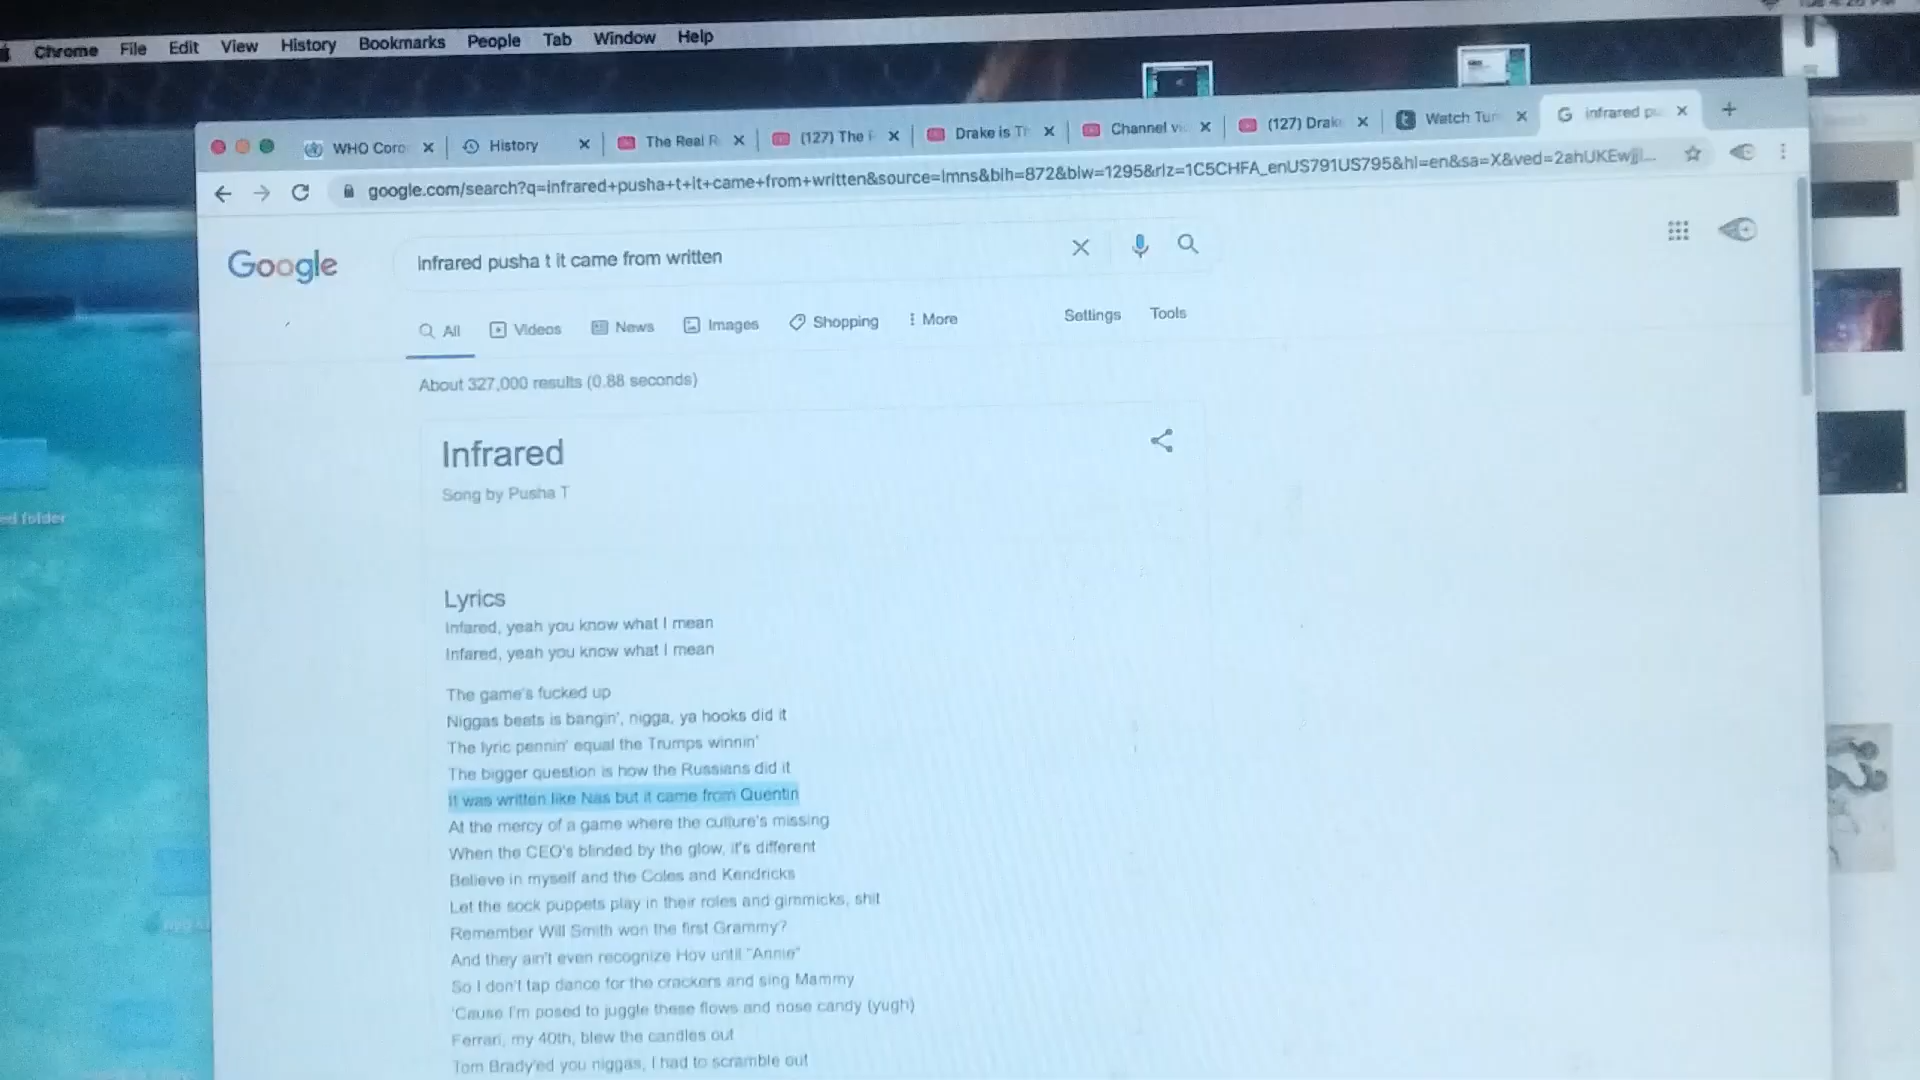 Chrome File Edit View History Bookmarks People Tab Window Help
WHO Coro
History
The Real R
(127) The
Drake is Th
Channel vi
(127) Drak
Watch Tur
infrared pu
google.com/search?q=infrared+pusha+t+it+came+from+written&source=lmns&bih=872&biw=1295&rlz=1C5CHFA_enUS791US795&hl=en&sa=X&ved=2ahUKEwjjl...
Google
infrared pusha t it came from written
All Videos News Images Shopping More Settings Tools
About 327,000 results (0.88 seconds)
Infrared
Song by Pusha T
Lyrics
Infared, yeah you know what I mean
Infared, yeah you know what I mean
The game's fucked up
Niggas beats is bangin', nigga, ya hooks did it
The lyric pennin' equal the Trumps winnin'
The bigger question is how the Russians did it
It was written like Nas but it came from Quentin
At the mercy of a game where the culture's missing
When the CEO's blinded by the glow, it's different
Believe in myself and the Coles and Kendricks
Let the sock puppets play in their roles and gimmicks, shit
Remember Will Smith won the first Grammy?
And they ain't even recognize Hov until "Annie"
So I don't tap dance for the crackers and sing Mammy
'Cause I'm posed to juggle these flows and nose candy (yugh)
Ferrari, my 40th, blew the candles out
Tom Brady'ed you niggas, I had to scramble out
ed folder